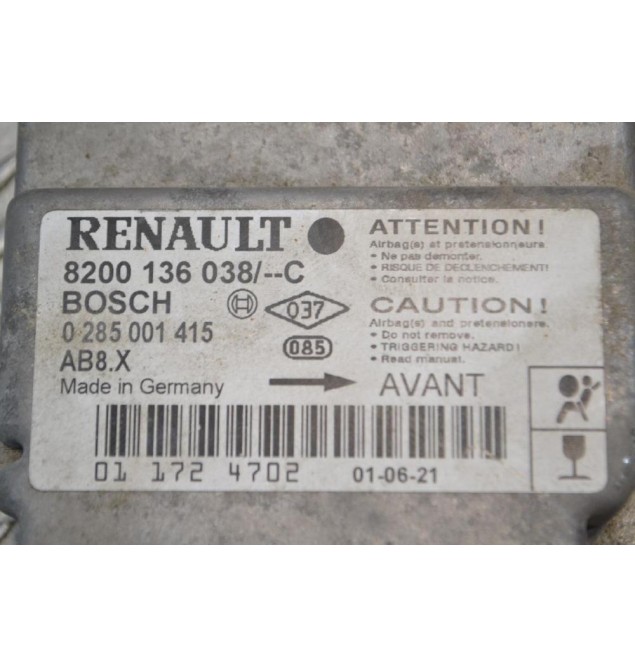 RENAULT
8200 136 038/--C
BOSCH
0 285 001 415
AB8.X
Made in Germany
037
085
AVANT
ATTENTION!
Airbag(s) et pretensionneurs
• Ne pas demonter.
• RISQUE DE DECLENCHEMENT!
• Consulter la notice.
CAUTION!
Airbag(s) and pretensioners.
• Do not remove.
• TRIGGERING HAZARD!
• Read manual.
01 172 4702
01-06-21